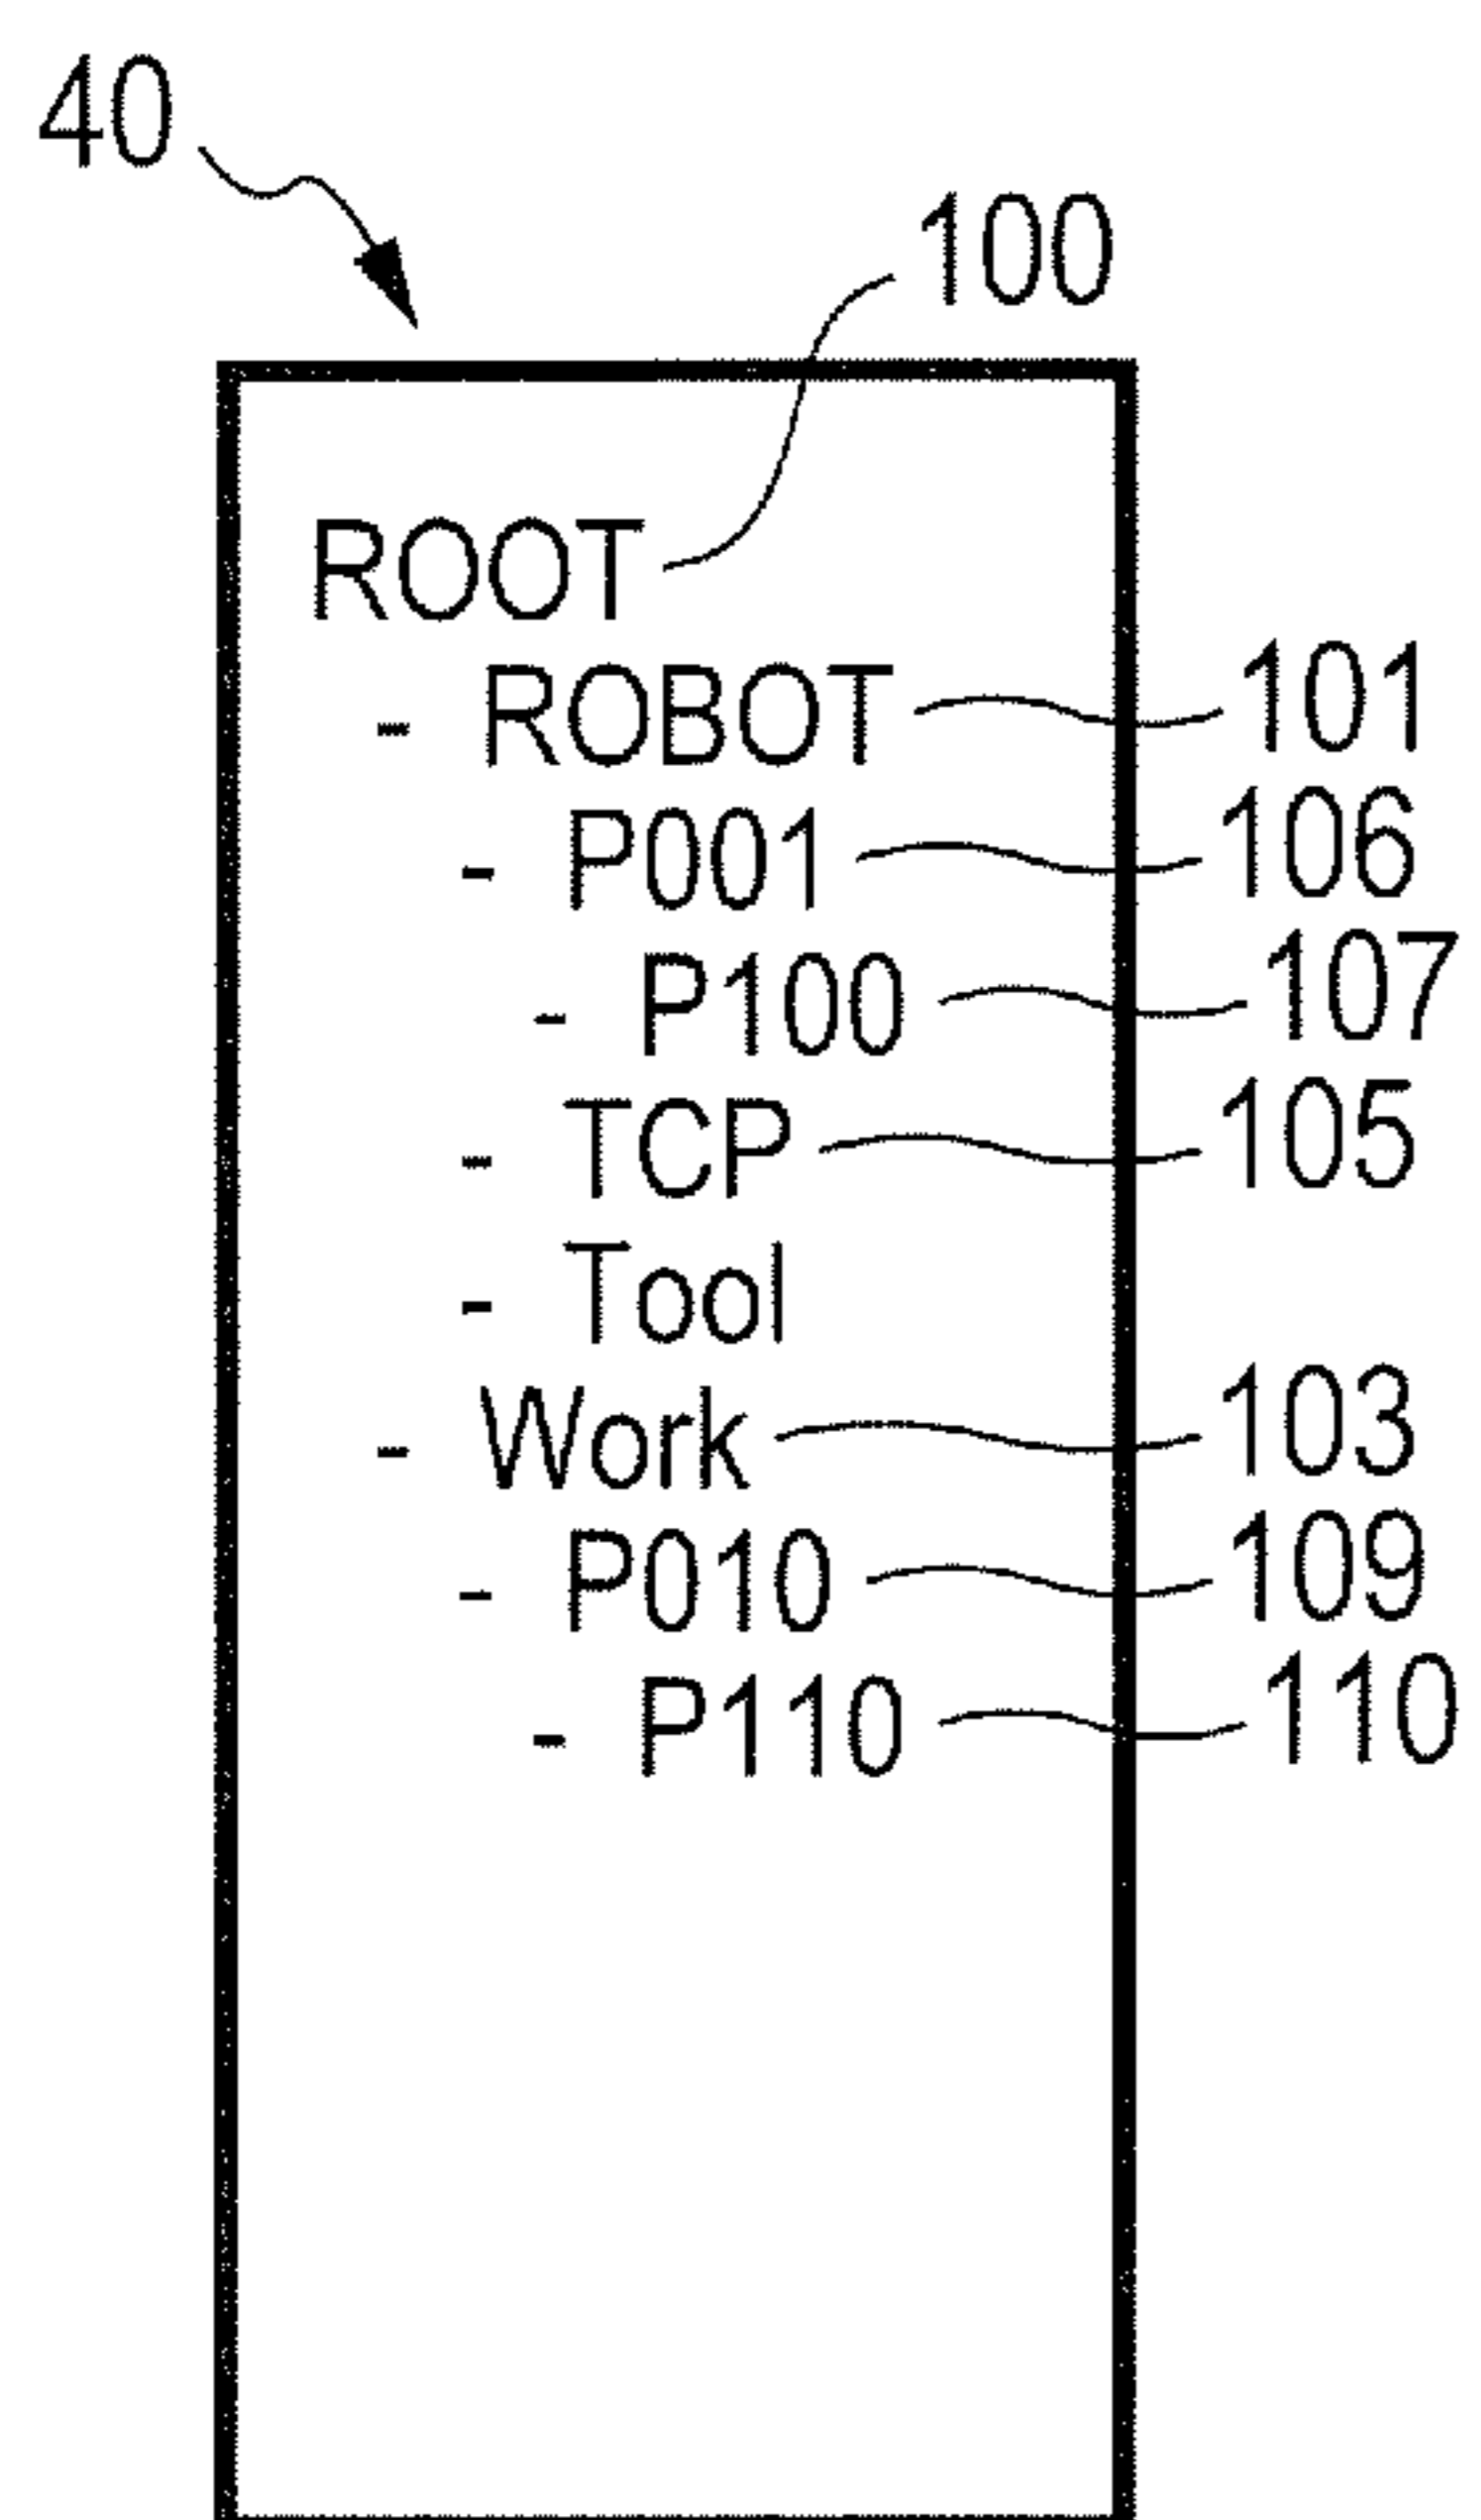 40
100
ROOT
- ROBOT 101
- P001 106
- P100 107
- TCP 105
- Tool
- Work 103
- P010 109
- P110 110